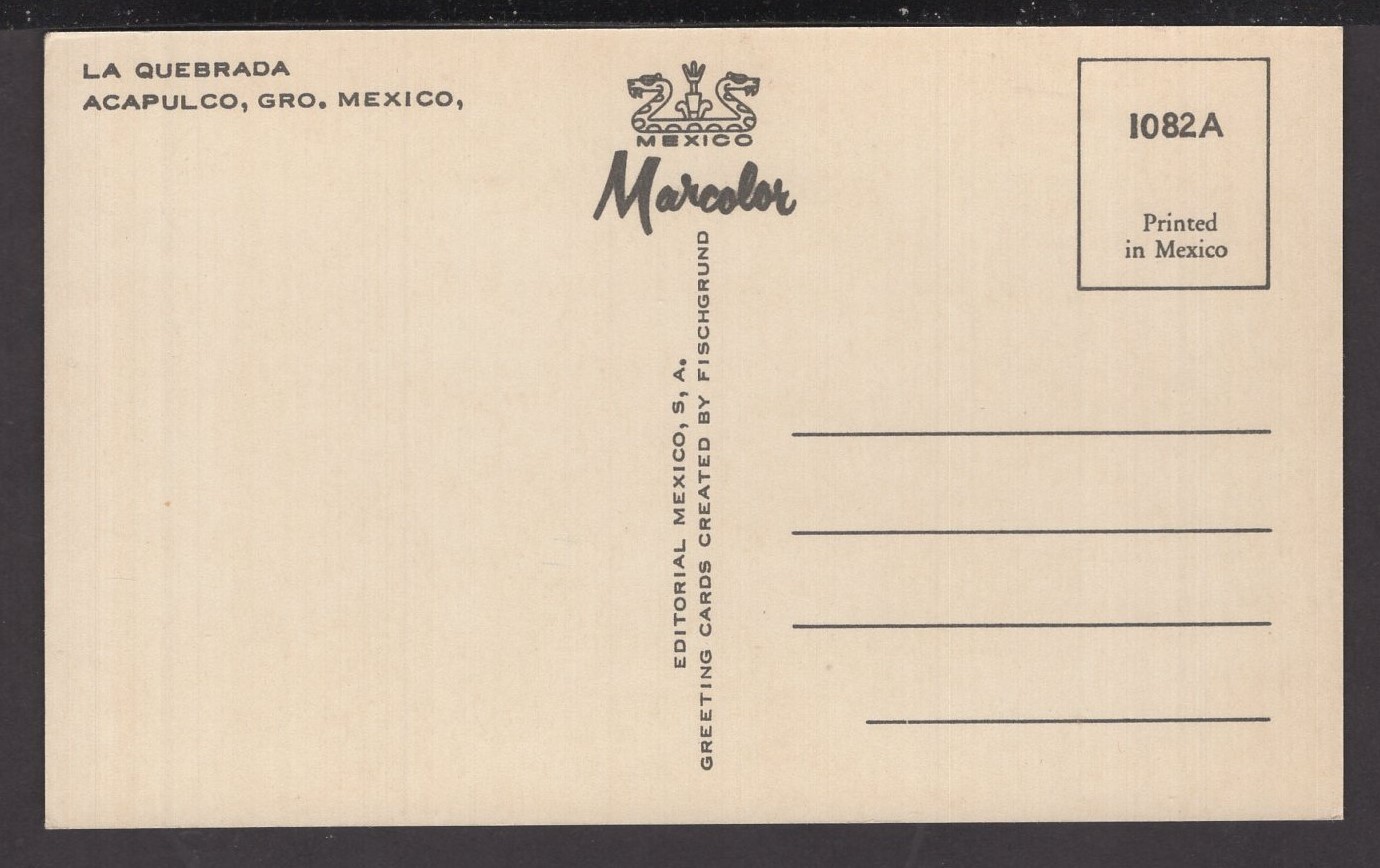 LA QUEBRADA
ACAPULCO, GRO. MEXICO,
MEXICO
Marcolor
1082A
Printed
in Mexico
EDITORIAL MEXICO, S, A.
GREETING CARDS CREATED BY FISCHGRUND